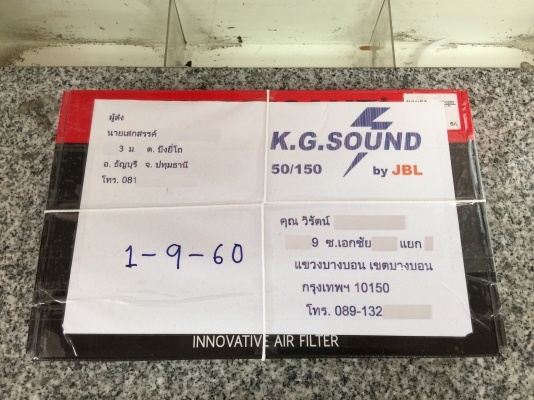 ผู้ส่ง
นายเสกสรรค์
3 ม ต. บึงยี่โถ
อ. ธัญบุรี จ. ปทุมธานี
โทร. 081
K.G.SOUND
50/150 by JBL
1-9-60
คุณ วิรัตน์
9 ซ.เอกชัย แยก
แขวงบางบอน เขตบางบอน
กรุงเทพฯ 10150
โทร. 089-132
INNOVATIVE AIR FILTER